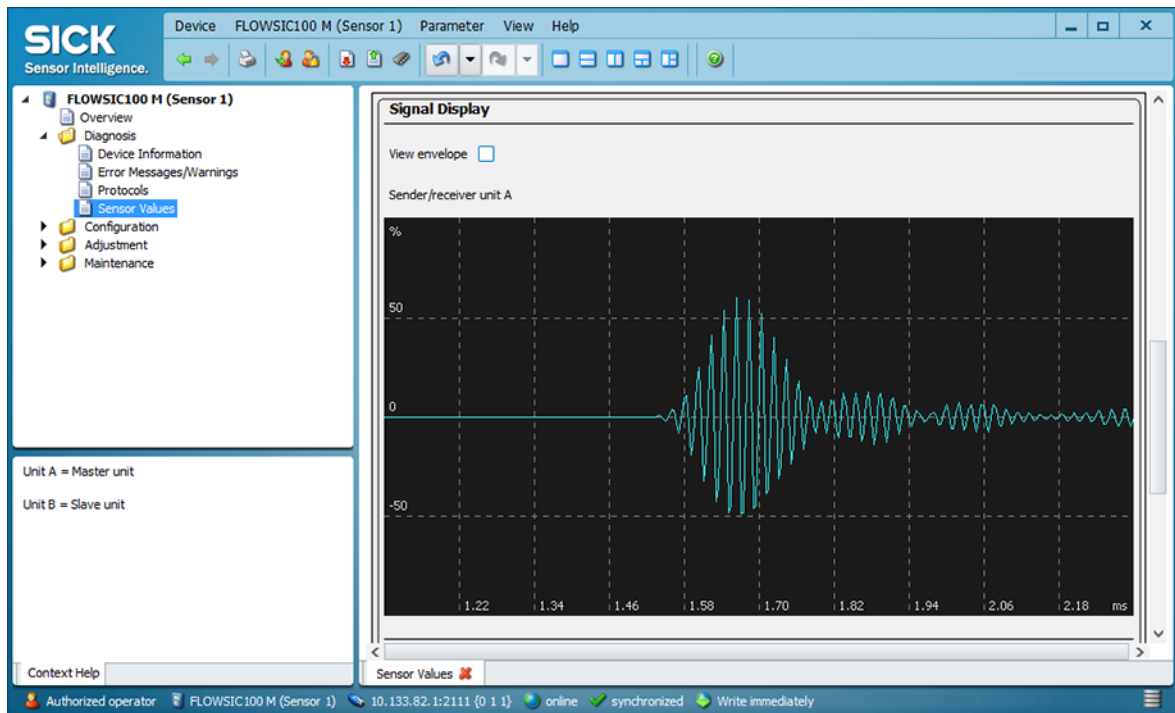 SICK
Sensor Intelligence.
Device FLOWSIC100 M (Sensor 1) Parameter View Help
FLOWSIC100 M (Sensor 1)
Overview
Diagnosis
Device Information
Error Messages/Warnings
Protocols
Sensor Values
Configuration
Adjustment
Maintenance
Unit A = Master unit
Unit B = Slave unit
Context Help
Signal Display
View envelope
Sender/receiver unit A
%
50
0
-50
1.22 1.34 1.46 1.58 1.70 1.82 1.94 2.06 2.18 ms
Sensor Values
Authorized operator FLOWSIC100 M (Sensor 1) 10.133.82.1:2111 {0 1 1} online synchronized Write immediately